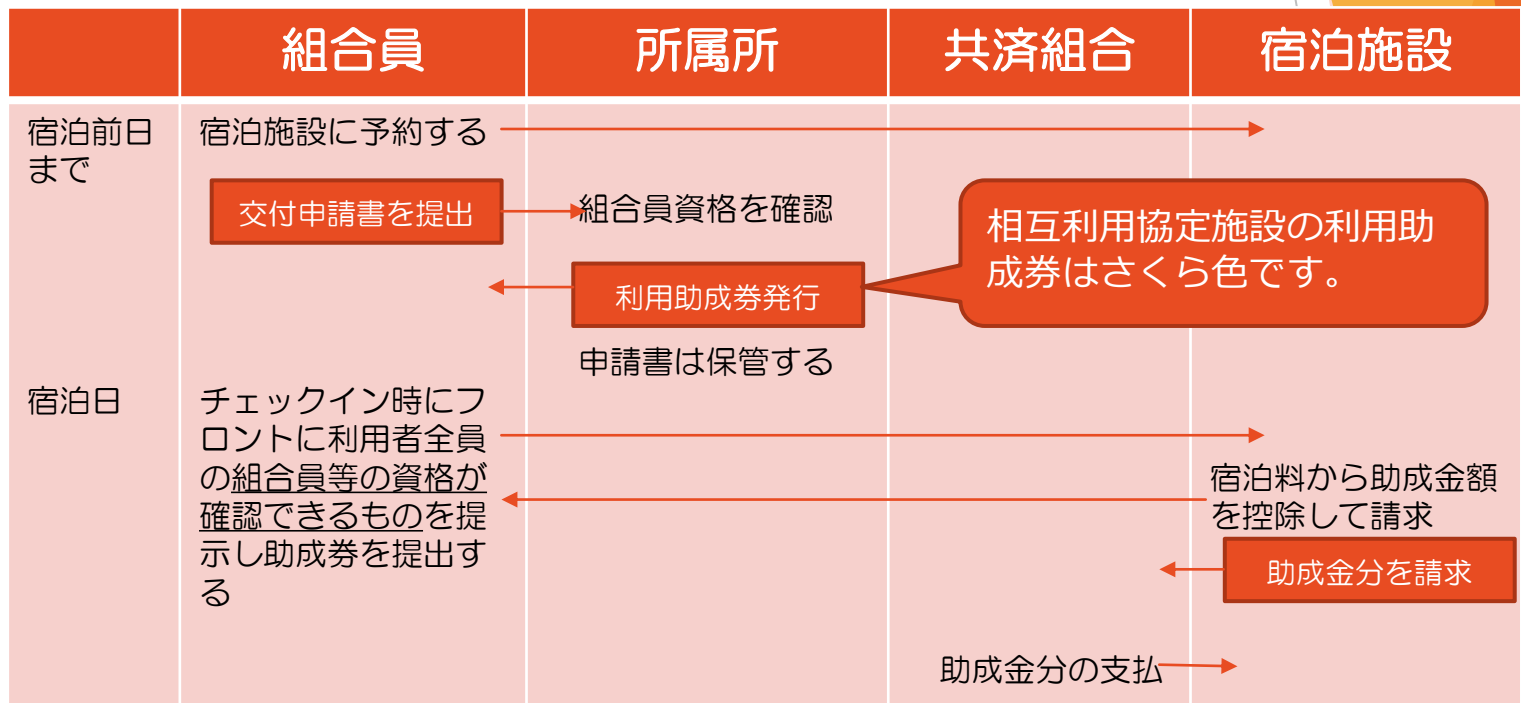 組合員
所属所
共済組合
宿泊施設
宿泊前日
まで
宿泊施設に予約する
交付申請書を提出
組合員資格を確認
相互利用協定施設の利用助
成券はさくら色です。
利用助成券発行
申請書は保管する
宿泊日
チェックイン時にフ
ロントに利用者全員
の組合員等の資格が
確認できるものを提
示し助成券を提出す
る
宿泊料から助成金額
を控除して請求
助成金分を請求
助成金分の支払